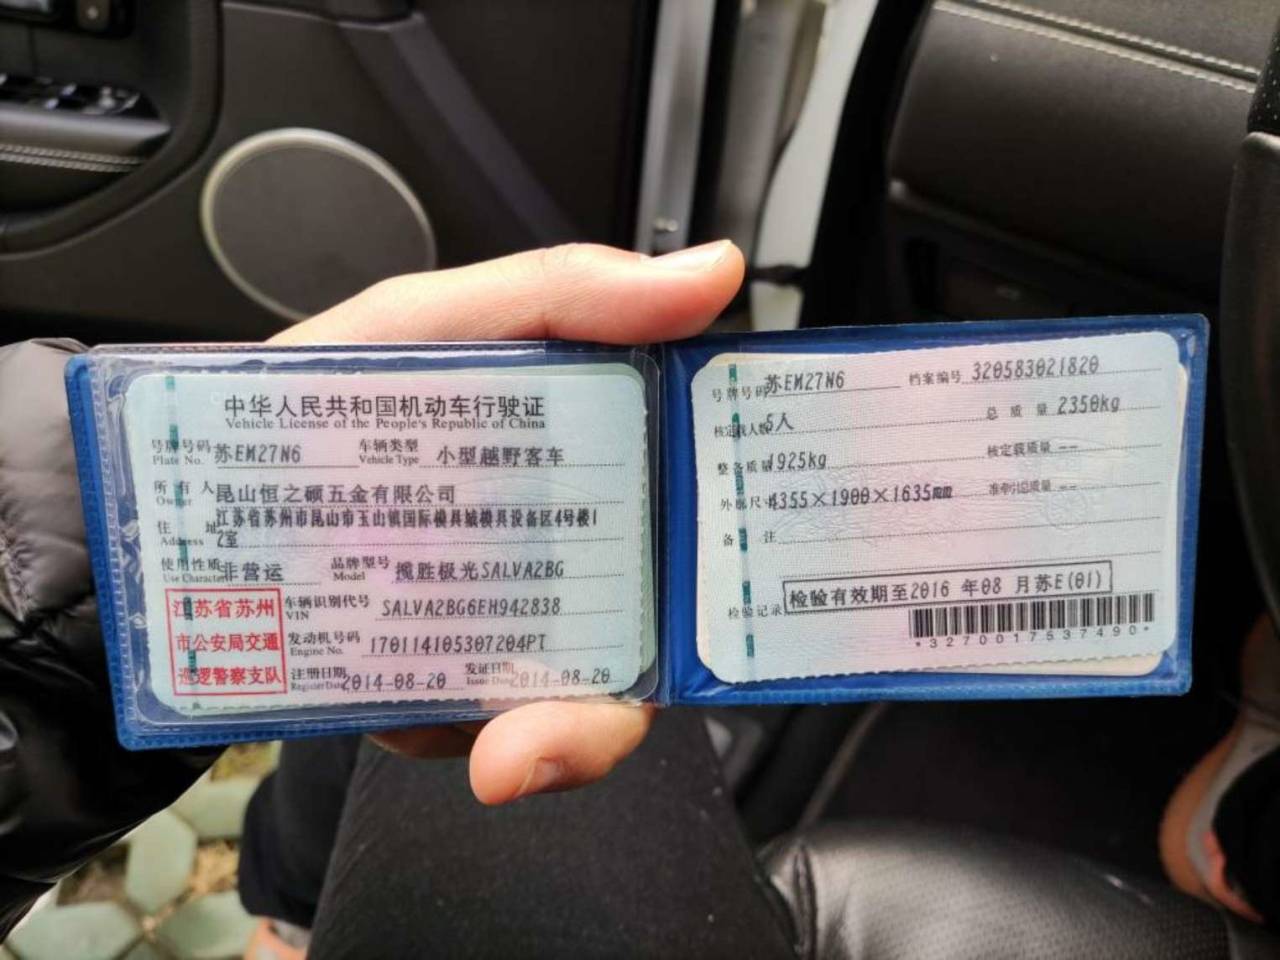 中华人民共和国机动车行驶证
Vehicle License of the People's Republic of China
号牌号码 苏EM27N6 车辆类型 小型越野客车
Plate No. Vehicle Type
所有人 昆山恒之硕五金有限公司
Owner
住址 江苏省苏州市昆山市玉山镇国际模具城模具设备区4号楼1
Address 2室
使用性质 非营运 品牌型号 揽胜极光SALVA2BG
Use Character Model
江苏省苏州
市公安局交通
巡逻警察支队
车辆识别代号 SALVA2BG6EH942838
VIN
发动机号码 170114105307204PT
Engine No.
注册日期 2014-08-20 发证日期 2014-08-20
Register Date Issue Date
号牌号码 苏EM27N6 档案编号 320583021820
核定载人数 5人 总质量 2350kg
整备质量 1925kg 核定载质量 --
外廓尺寸 4355×1900×1635mm 准牵引总质量 --
备注
检验记录 检验有效期至2016 年08 月苏E(01)
*3270017537490*